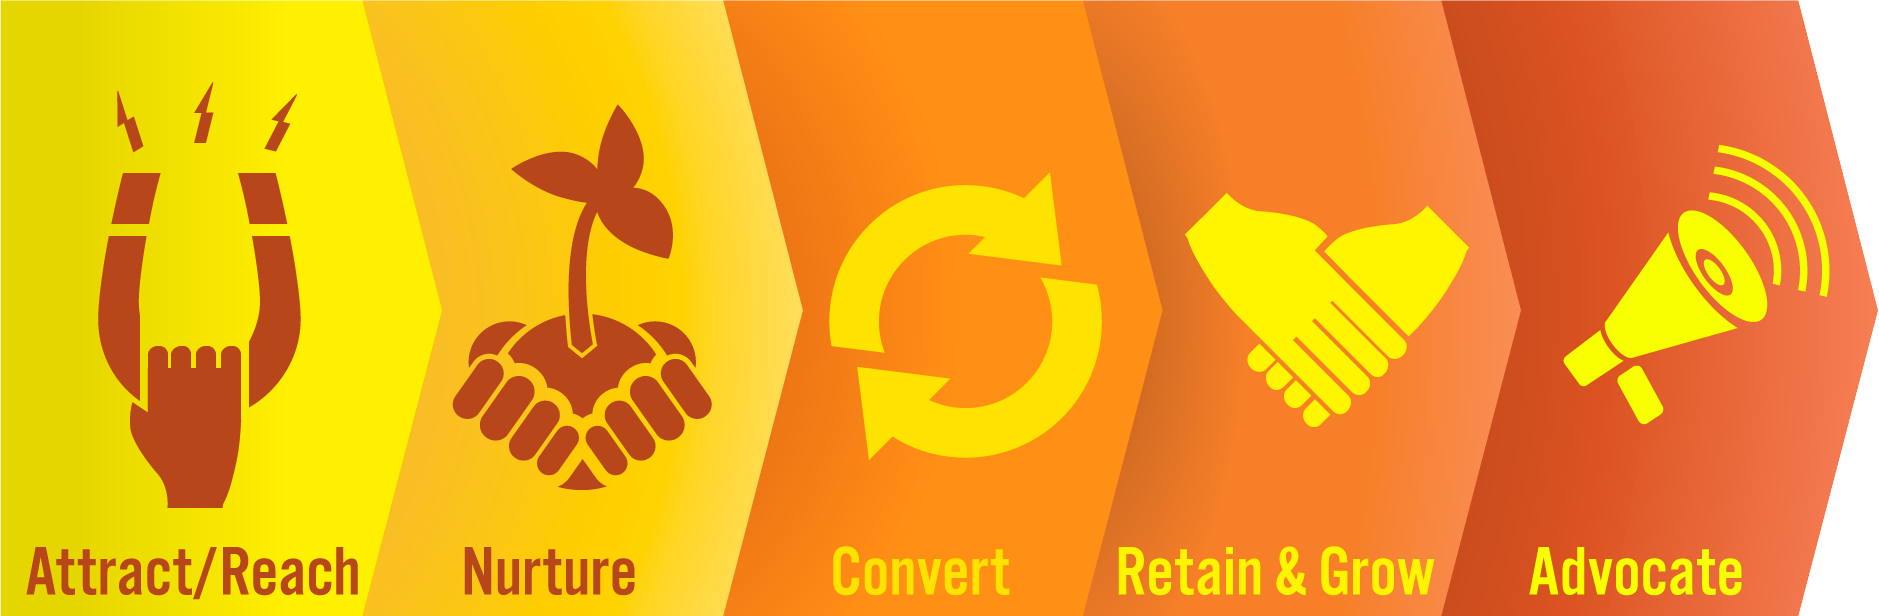 Attract/Reach
Nurture
Convert
Retain & Grow
Advocate